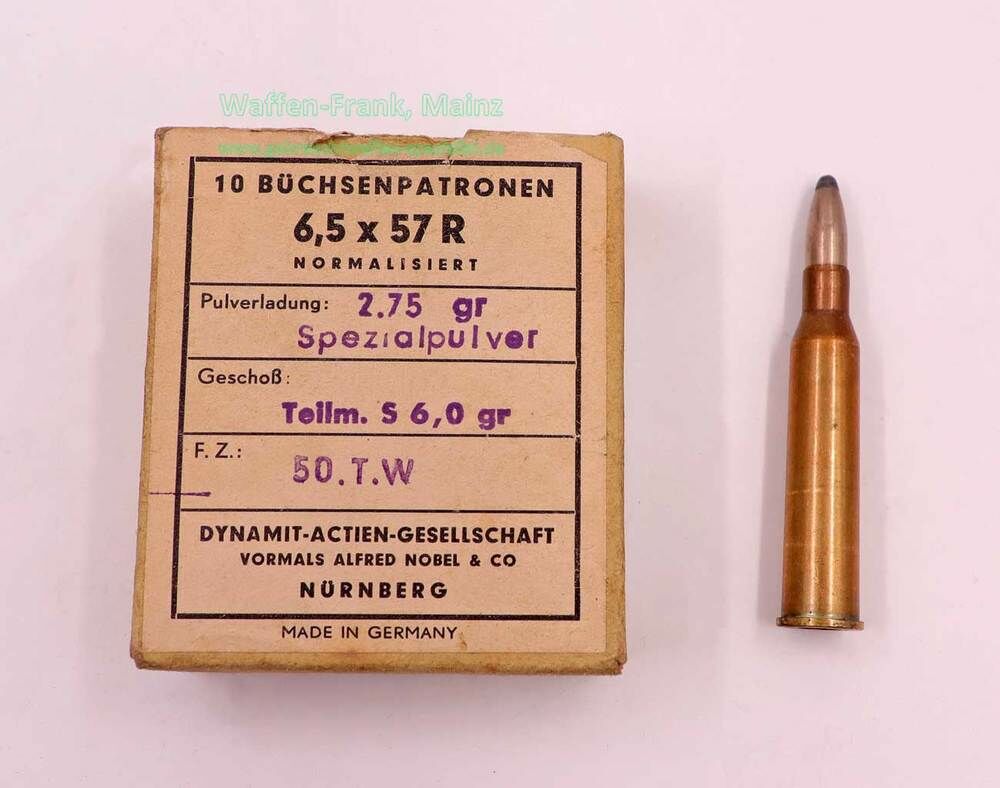 Waffen-Frank, Mainz
10 BÜCHSENPATRONEN
6,5 x 57 R
NORMALISIERT
Pulverladung: 2.75 gr
Spezialpulver
Geschoß:
Teilm. S 6,0 gr
F. Z.:
50.T.W
DYNAMIT-ACTIEN-GESELLSCHAFT
VORMALS ALFRED NOBEL & CO
NÜRNBERG
MADE IN GERMANY